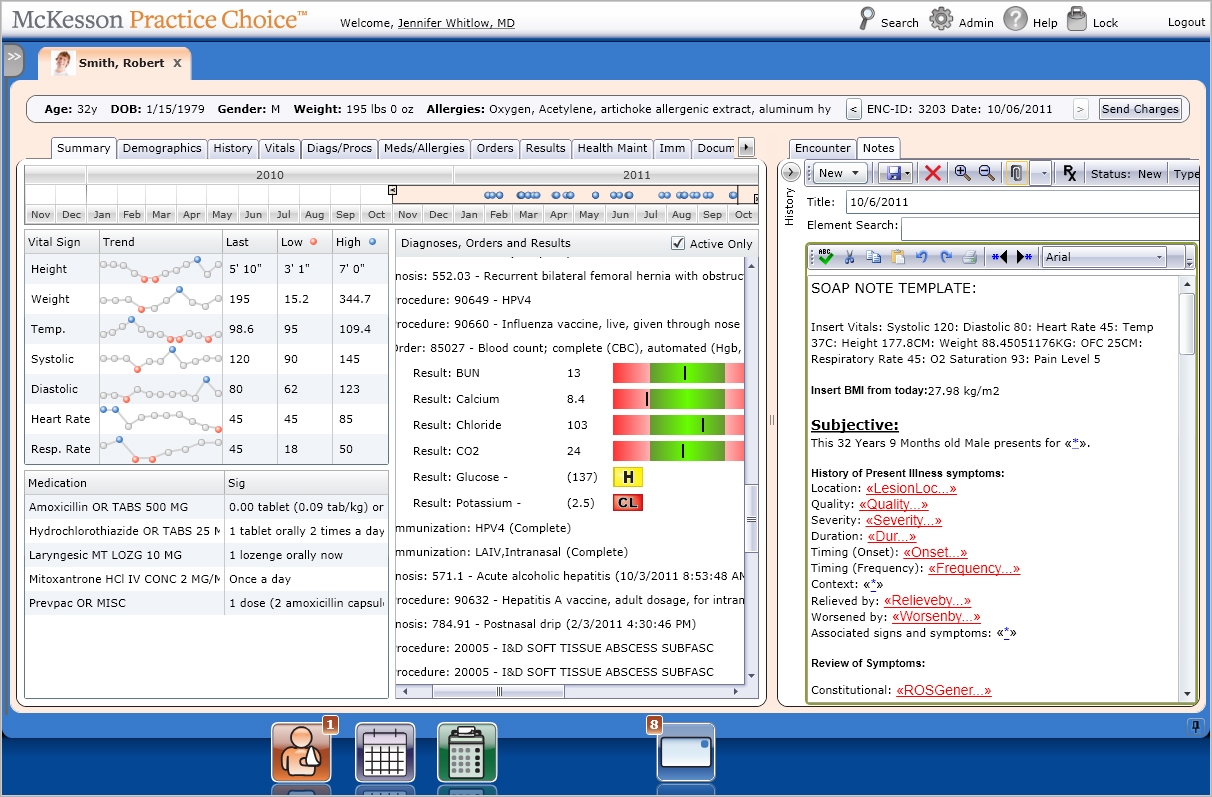 McKesson Practice Choice™
Welcome, Jennifer Whitlow, MD
Search Admin Help Lock Logout
>>
Smith, Robert X
Age: 32y DOB: 1/15/1979 Gender: M Weight: 195 lbs 0 oz Allergies: Oxygen, Acetylene, artichoke allergenic extract, aluminum hy < ENC-ID: 3203 Date: 10/06/2011 > Send Charges
Summary Demographics History Vitals Diags/Procs Meds/Allergies Orders Results Health Maint Imm Docum
2010 2011
Nov Dec Jan Feb Mar Apr May Jun Jul Aug Sep Oct Nov Dec Jan Feb Mar Apr May Jun Jul Aug Sep Oct
Vital Sign Trend Last Low High
Height 5' 10" 3' 1" 7' 0"
Weight 195 15.2 344.7
Temp. 98.6 95 109.4
Systolic 120 90 145
Diastolic 80 62 123
Heart Rate 45 45 85
Resp. Rate 45 18 50
Medication Sig
Amoxicillin OR TABS 500 MG 0.00 tablet (0.09 tab/kg) or
Hydrochlorothiazide OR TABS 25 M 1 tablet orally 2 times a day
Laryngesic MT LOZG 10 MG 1 lozenge orally now
Mitoxantrone HCl IV CONC 2 MG/M Once a day
Prevpac OR MISC 1 dose (2 amoxicillin capsul
Diagnoses, Orders and Results Active Only
nosis: 552.03 - Recurrent bilateral femoral hernia with obstruc
rocedure: 90649 - HPV4
rocedure: 90660 - Influenza vaccine, live, given through nose
rder: 85027 - Blood count; complete (CBC), automated (Hgb,
Result: BUN 13
Result: Calcium 8.4
Result: Chloride 103
Result: CO2 24
Result: Glucose - (137) H
Result: Potassium - (2.5) CL
mmunization: HPV4 (Complete)
mmunization: LAIV,Intranasal (Complete)
nosis: 571.1 - Acute alcoholic hepatitis (10/3/2011 8:53:48 AM
rocedure: 90632 - Hepatitis A vaccine, adult dosage, for intram
nosis: 784.91 - Postnasal drip (2/3/2011 4:30:46 PM)
rocedure: 20005 - I&D SOFT TISSUE ABSCESS SUBFASC
rocedure: 20005 - I&D SOFT TISSUE ABSCESS SUBFASC
Encounter Notes
History
New Rx Status: New Type
Title: 10/6/2011
Element Search:
ABC Arial
SOAP NOTE TEMPLATE:
Insert Vitals: Systolic 120: Diastolic 80: Heart Rate 45: Temp
37C: Height 177.8CM: Weight 88.45051176KG: OFC 25CM:
Respiratory Rate 45: O2 Saturation 93: Pain Level 5
Insert BMI from today:27.98 kg/m2
Subjective:
This 32 Years 9 Months old Male presents for «*».
History of Present Illness symptoms:
Location: «LesionLoc...»
Quality: «Quality...»
Severity: «Severity...»
Duration: «Dur...»
Timing (Onset): «Onset...»
Timing (Frequency): «Frequency...»
Context: «*»
Relieved by: «Relieveby...»
Worsened by: «Worsenby...»
Associated signs and symptoms: «*»
Review of Symptoms:
Constitutional: «ROSGener...»
1 8